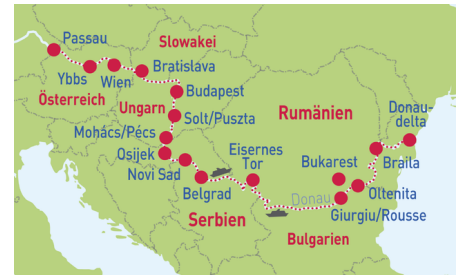 Passau
Slowakei
Ybbs
Wien
Bratislava
Österreich
Ungarn
Budapest
Solt/Puszta
Rumänien
Donau-
delta
Mohács/Pécs
Osijek
Eisernes
Tor
Bukarest
Braila
Novi Sad
Belgrad
Donau
Oltenita
Serbien
Giurgiu/Rousse
Bulgarien